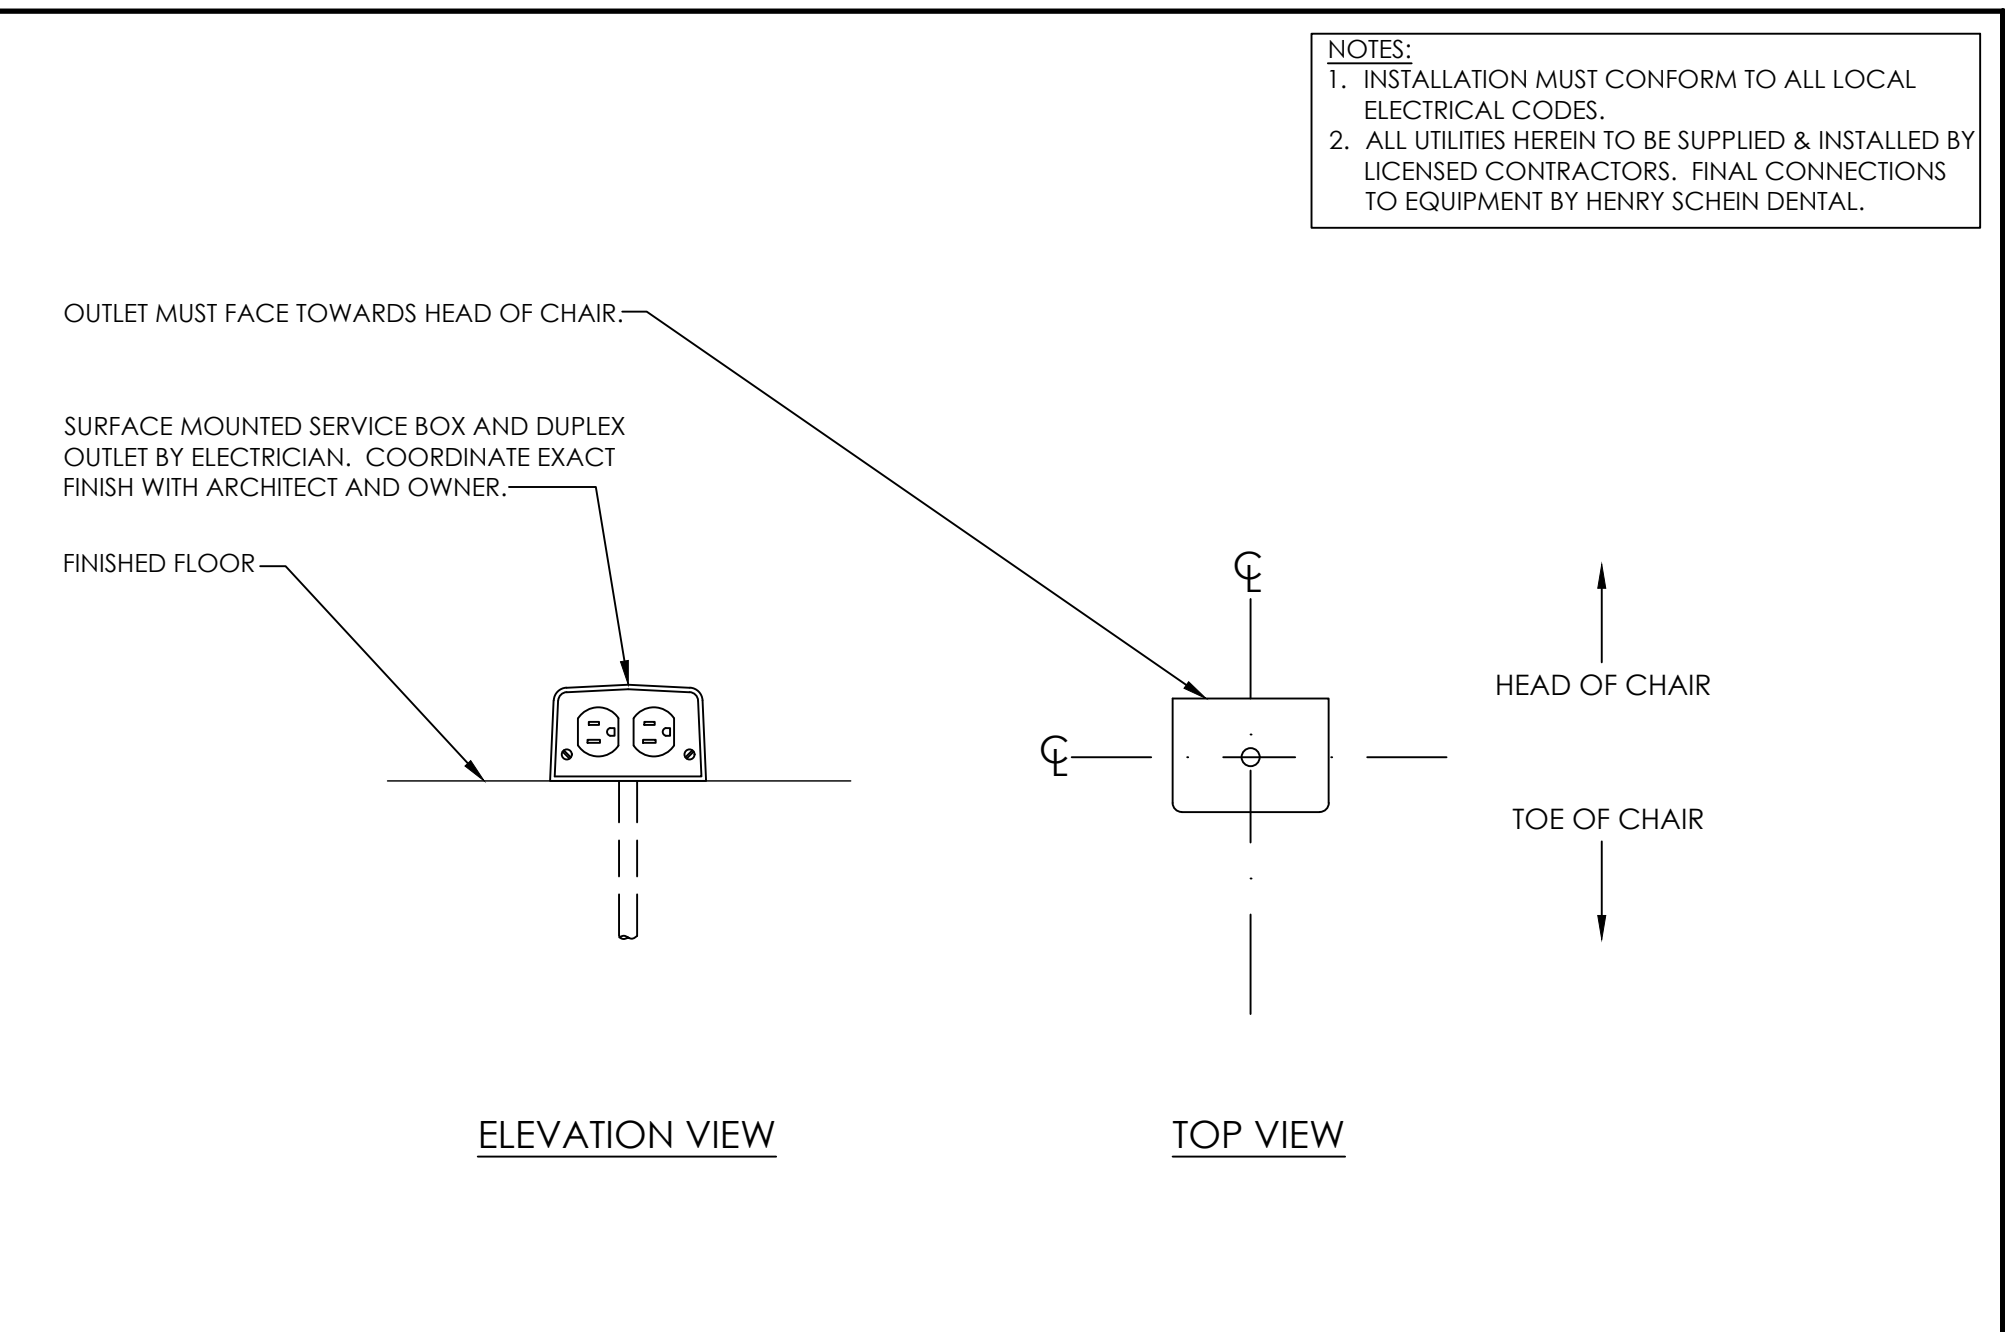 NOTES:
1. INSTALLATION MUST CONFORM TO ALL LOCAL
ELECTRICAL CODES.
2. ALL UTILITIES HEREIN TO BE SUPPLIED & INSTALLED BY
LICENSED CONTRACTORS. FINAL CONNECTIONS
TO EQUIPMENT BY HENRY SCHEIN DENTAL.
OUTLET MUST FACE TOWARDS HEAD OF CHAIR.
SURFACE MOUNTED SERVICE BOX AND DUPLEX
OUTLET BY ELECTRICIAN. COORDINATE EXACT
FINISH WITH ARCHITECT AND OWNER.
FINISHED FLOOR
℄
HEAD OF CHAIR
℄
TOE OF CHAIR
ELEVATION VIEW
TOP VIEW